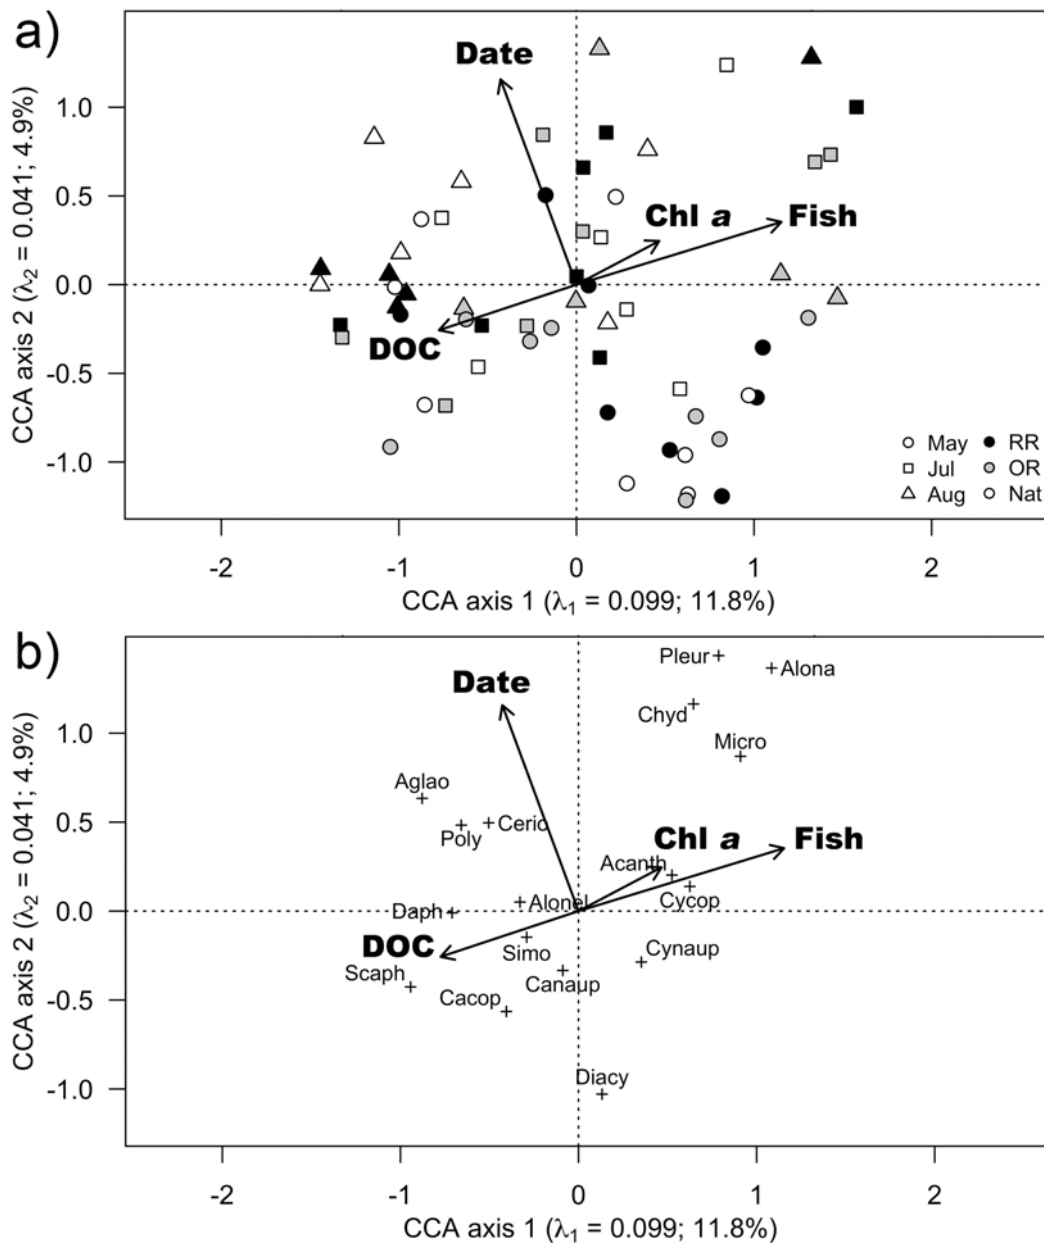 a)
Date
Chl a
Fish
DOC
1.0
0.5
0.0
-0.5
-1.0
CCA axis 2 (λ2 = 0.041; 4.9%)
May
RR
Jul
OR
Aug
Nat
-2
-1
0
1
2
CCA axis 1 (λ1 = 0.099; 11.8%)
b)
Pleur
Alona
Date
Chyd
Micro
Aglao
Poly
Cerio
Chl a
Fish
Acanth
Cycop
Daph
Alonel
DOC
Simo
Cynaup
Scaph
Canaup
Cacop
Diacy
1.0
0.5
0.0
-0.5
-1.0
CCA axis 2 (λ2 = 0.041; 4.9%)
-2
-1
0
1
2
CCA axis 1 (λ1 = 0.099; 11.8%)